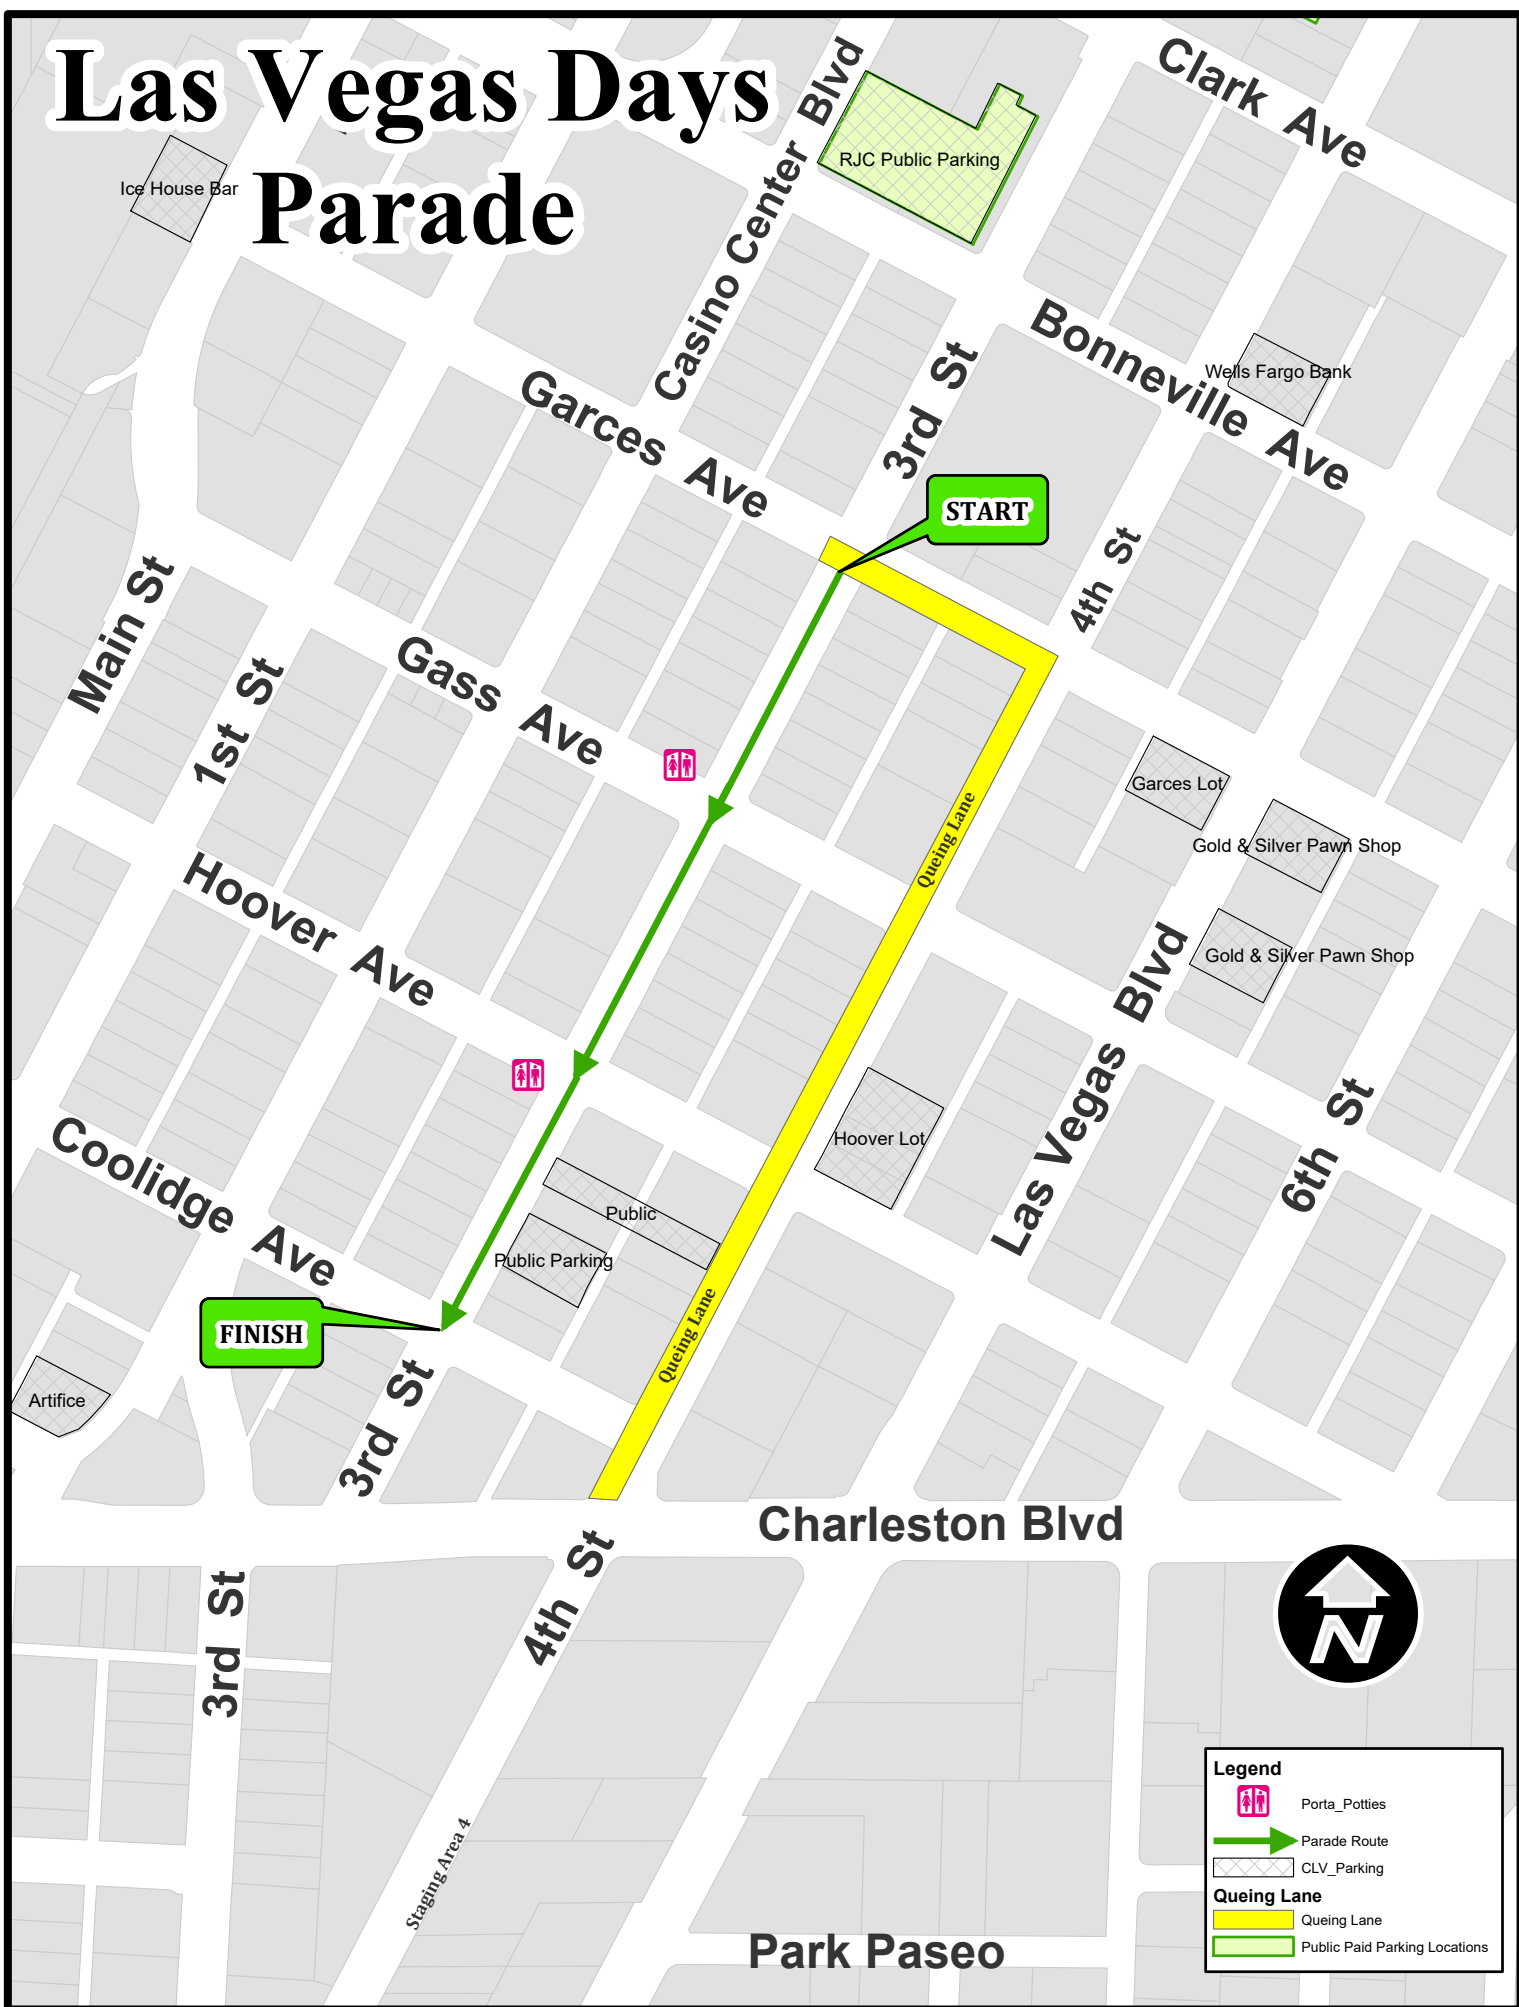 Las Vegas Days
Parade
Clark Ave
Casino Center Blvd
RJC Public Parking
Ice House Bar
Bonneville Ave
Wells Fargo Bank
3rd St
Garces Ave
START
4th St
Main St
1st St
Gass Ave
Garces Lot
Gold & Silver Pawn Shop
Queing Lane
Hoover Ave
Las Vegas Blvd
Gold & Silver Pawn Shop
6th St
Hoover Lot
Coolidge Ave
Public
Public Parking
FINISH
Queing Lane
Artifice
3rd St
Charleston Blvd
4th St
3rd St
N
Staging Area 4
Park Paseo
Legend
Porta_Potties
Parade Route
CLV_Parking
Queing Lane
Queing Lane
Public Paid Parking Locations